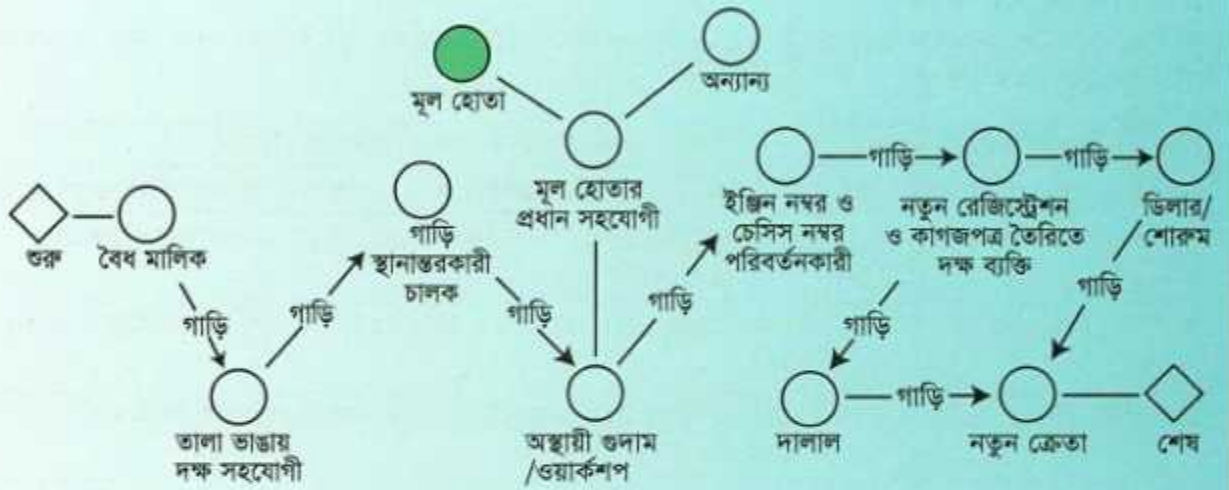 মূল হোতা
অন্যান্য
শুরু
বৈধ মালিক
গাড়ি
স্থানান্তরকারী
চালক
মূল হোতার
প্রধান সহযোগী
ইঞ্জিন নম্বর ও
চেসিস নম্বর
পরিবর্তনকারী
গাড়ি
নতুন রেজিস্ট্রেশন
ও কাগজপত্র তৈরিতে
দক্ষ ব্যক্তি
গাড়ি
ডিলার/
শোরুম
গাড়ি
গাড়ি
গাড়ি
গাড়ি
গাড়ি
গাড়ি
তালা ভাঙায়
দক্ষ সহযোগী
অস্থায়ী গুদাম
/ওয়ার্কশপ
দালাল
গাড়ি
নতুন ক্রেতা
শেষ